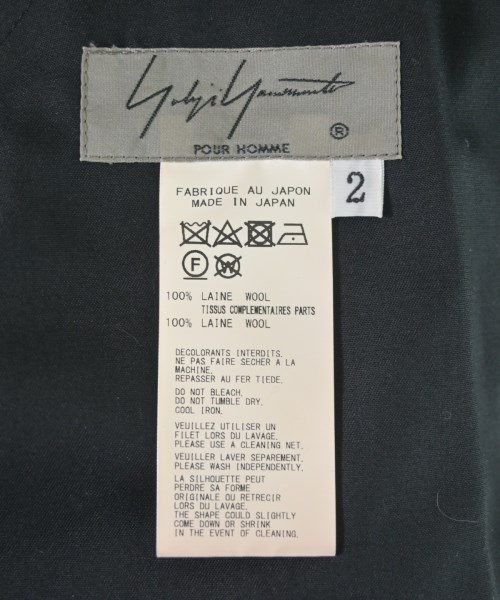 Yohji Yamamoto
®
POUR HOMME
2
FABRIQUE AU JAPON
MADE IN JAPAN
F W
100% LAINE WOOL
TISSUS COMPLEMENTAIRES PARTS
100% LAINE WOOL
DECOLORANTS INTERDITS.
NE PAS FAIRE SECHER A LA
MACHINE.
REPASSER AU FER TIEDE.
DO NOT BLEACH.
DO NOT TUMBLE DRY.
COOL IRON.
VEUILLEZ UTILISER UN
FILET LORS DU LAVAGE.
PLEASE USE A CLEANING NET.
VEUILLER LAVER SEPAREMENT.
PLEASE WASH INDEPENDENTLY.
LA SILHOUETTE PEUT
PERDRE SA FORME
ORIGINALE OU RETRECIR
LORS DU LAVAGE.
THE SHAPE COULD SLIGHTLY
COME DOWN OR SHRINK
IN THE EVENT OF CLEANING.